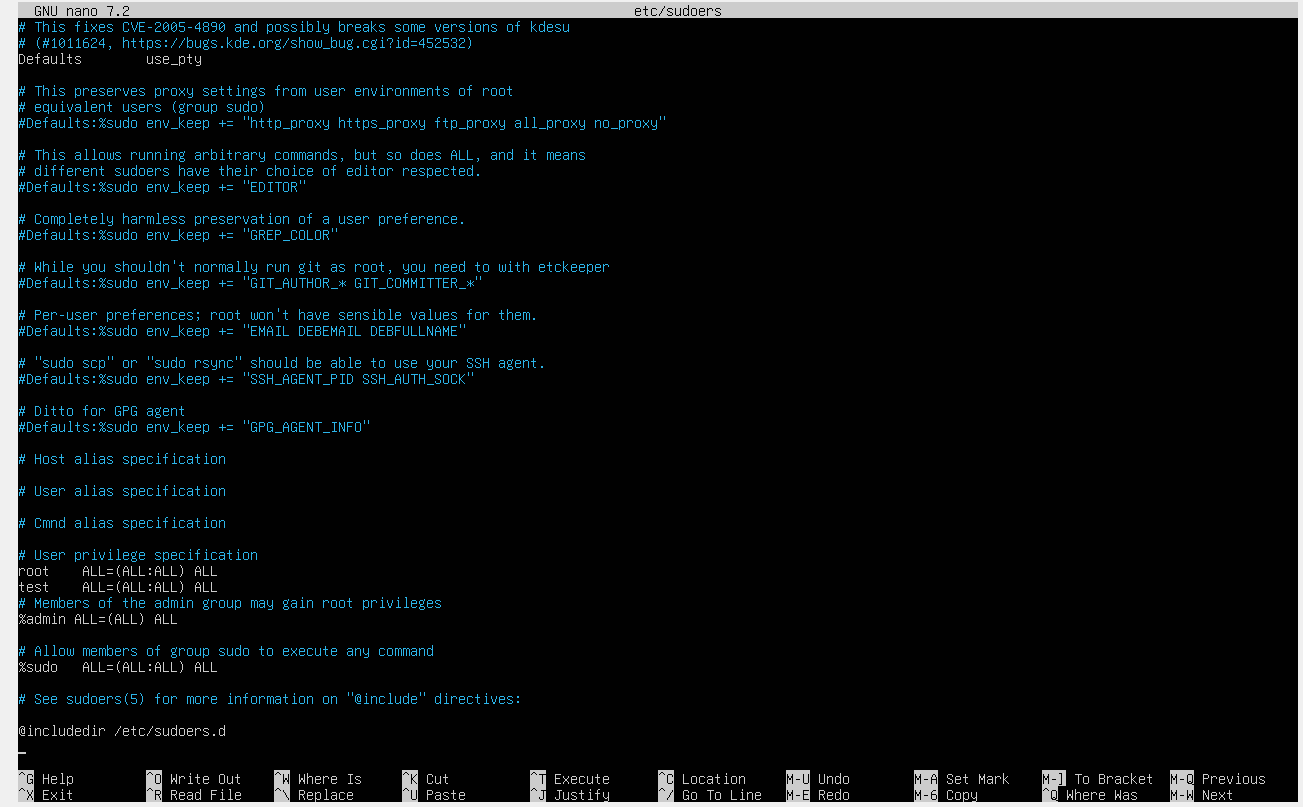 GNU nano 7.2 etc/sudoers
# This fixes CVE-2005-4890 and possibly breaks some versions of kdesu
# (#1011624, https://bugs.kde.org/show_bug.cgi?id=452532)
Defaults use_pty
# This preserves proxy settings from user environments of root
# equivalent users (group sudo)
#Defaults:%sudo env_keep += "http_proxy https_proxy ftp_proxy all_proxy no_proxy"
# This allows running arbitrary commands, but so does ALL, and it means
# different sudoers have their choice of editor respected.
#Defaults:%sudo env_keep += "EDITOR"
# Completely harmless preservation of a user preference.
#Defaults:%sudo env_keep += "GREP_COLOR"
# While you shouldn't normally run git as root, you need to with etckeeper
#Defaults:%sudo env_keep += "GIT_AUTHOR_* GIT_COMMITTER_*"
# Per-user preferences; root won't have sensible values for them.
#Defaults:%sudo env_keep += "EMAIL DEBEMAIL DEBFULLNAME"
# "sudo scp" or "sudo rsync" should be able to use your SSH agent.
#Defaults:%sudo env_keep += "SSH_AGENT_PID SSH_AUTH_SOCK"
# Ditto for GPG agent
#Defaults:%sudo env_keep += "GPG_AGENT_INFO"
# Host alias specification
# User alias specification
# Cmnd alias specification
# User privilege specification
root ALL=(ALL:ALL) ALL
test ALL=(ALL:ALL) ALL
# Members of the admin group may gain root privileges
%admin ALL=(ALL) ALL
# Allow members of group sudo to execute any command
%sudo ALL=(ALL:ALL) ALL
# See sudoers(5) for more information on "@include" directives:
@includedir /etc/sudoers.d
^G Help ^O Write Out ^W Where Is ^K Cut ^T Execute ^C Location M-U Undo M-A Set Mark M-] To Bracket M-Q Previous
^X Exit ^R Read File ^\ Replace ^U Paste ^J Justify ^/ Go To Line M-E Redo M-6 Copy ^Q Where Was M-W Next